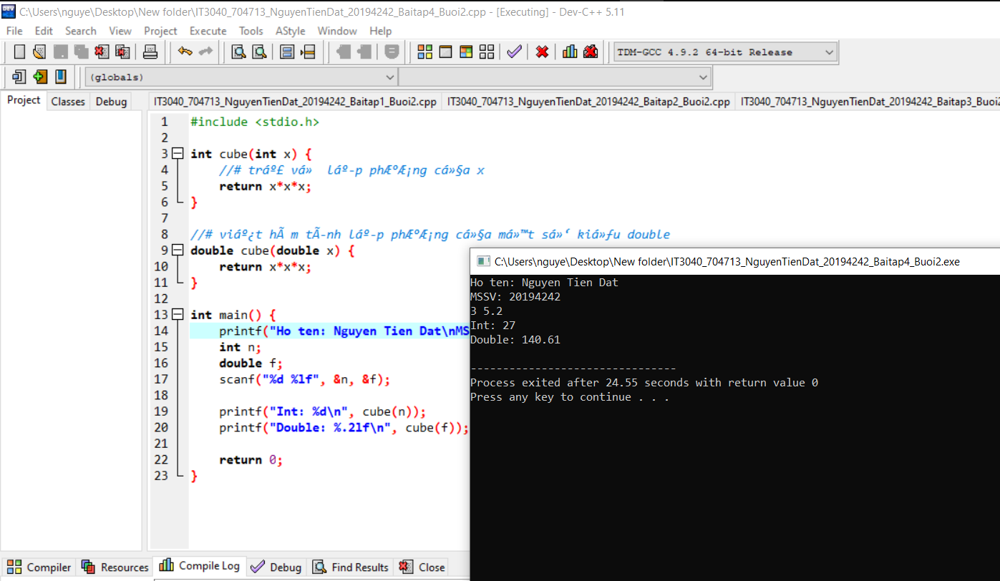 C:\Users\nguye\Desktop\New folder\IT3040_704713_NguyenTienDat_20194242_Baitap4_Buoi2.cpp - [Executing] - Dev-C++ 5.11
File Edit Search View Project Execute Tools AStyle Window Help
TDM-GCC 4.9.2 64-bit Release
(globals)
Project Classes Debug
IT3040_704713_NguyenTienDat_20194242_Baitap1_Buoi2.cpp IT3040_704713_NguyenTienDat_20194242_Baitap2_Buoi2.cpp IT3040_704713_NguyenTienDat_20194242_Baitap3_Buoi2
1 #include <stdio.h>
2
3 int cube(int x) {
4 //# tráº£ vá»  láº-p phÆ°Æ¡ng cá»§a x
5 return x*x*x;
6 }
7
8 //# viáº¿t hÃ m tÃ-nh láº-p phÆ°Æ¡ng cá»§a má»™t sá»‘ kiá»ƒu double
9 double cube(double x) {
10 return x*x*x;
11 }
12
13 int main() {
14 printf("Ho ten: Nguyen Tien Dat\nMS
15 int n;
16 double f;
17 scanf("%d %lf", &n, &f);
18
19 printf("Int: %d\n", cube(n));
20 printf("Double: %.2lf\n", cube(f));
21
22 return 0;
23 }
C:\Users\nguye\Desktop\New folder\IT3040_704713_NguyenTienDat_20194242_Baitap4_Buoi2.exe
Ho ten: Nguyen Tien Dat
MSSV: 20194242
3 5.2
Int: 27
Double: 140.61
--------------------------------
Process exited after 24.55 seconds with return value 0
Press any key to continue . . .
Compiler Resources Compile Log Debug Find Results Close